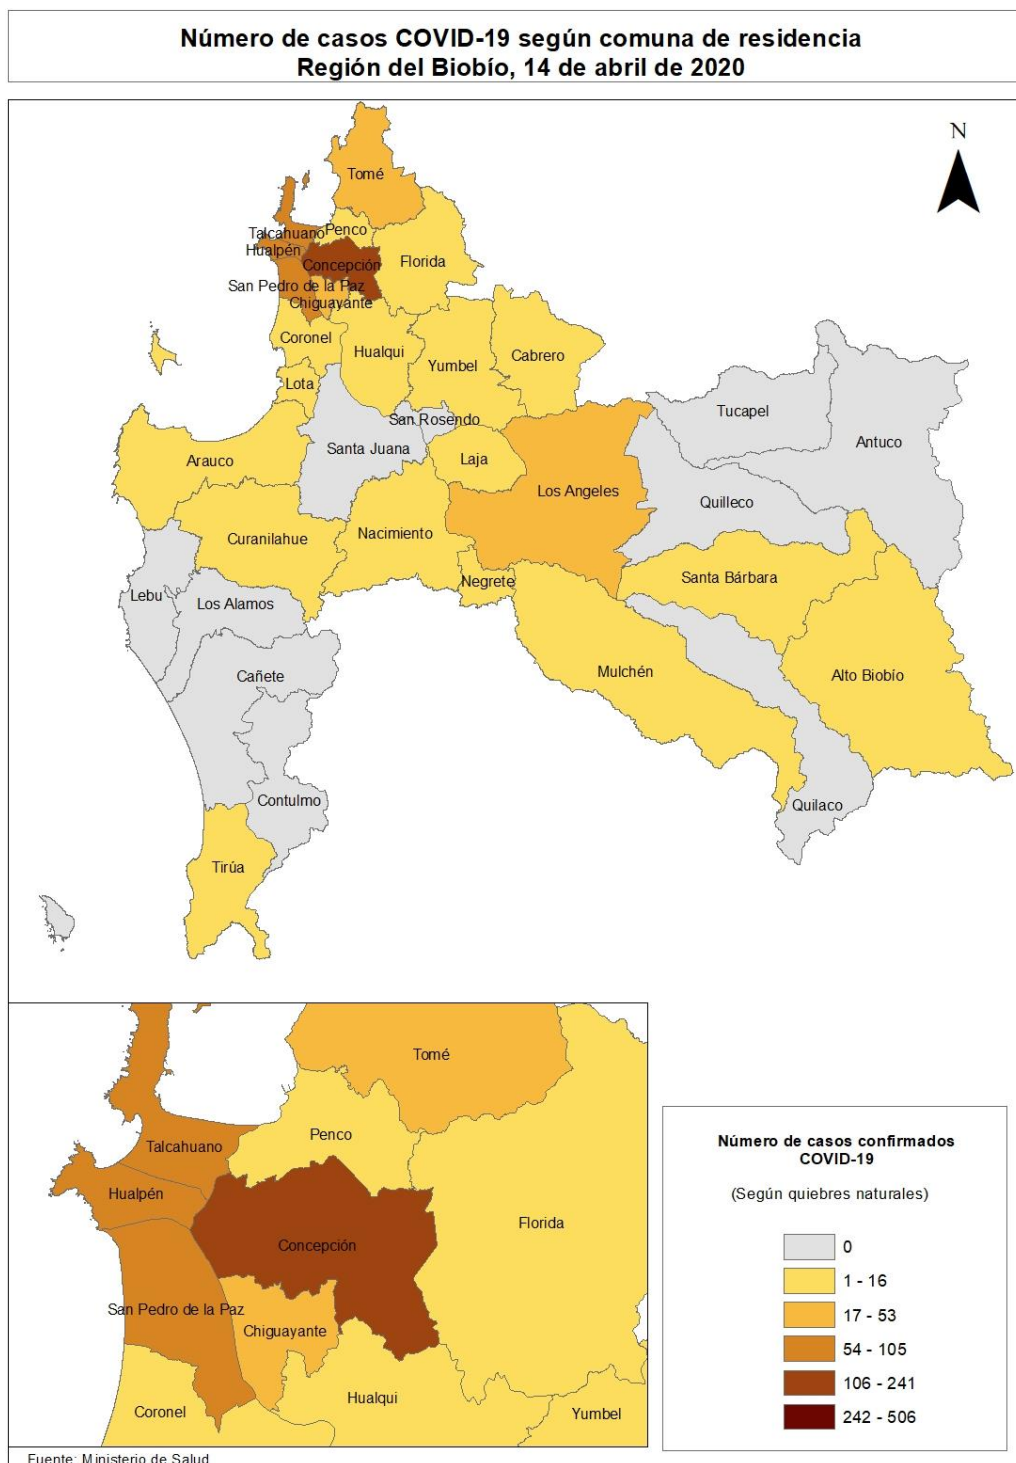 Número de casos COVID-19 según comuna de residencia
Región del Biobío, 14 de abril de 2020
N
Tomé
Talcahuano
Penco
Hualpén
Concepción
Florida
San Pedro de la Paz
Chiguayante
Coronel
Hualqui
Yumbel
Cabrero
Lota
San Rosendo
Tucapel
Santa Juana
Antuco
Arauco
Laja
Los Angeles
Quilleco
Curanilahue
Nacimiento
Negrete
Santa Bárbara
Lebu
Los Alamos
Cañete
Mulchén
Alto Biobío
Contulmo
Quilaco
Tirúa
Tomé
Penco
Talcahuano
Hualpén
Florida
Concepción
San Pedro de la Paz
Chiguayante
Hualqui
Coronel
Yumbel
Número de casos confirmados
COVID-19
(Según quiebres naturales)
0
1 - 16
17 - 53
54 - 105
106 - 241
242 - 506
Fuente: Ministerio de Salud